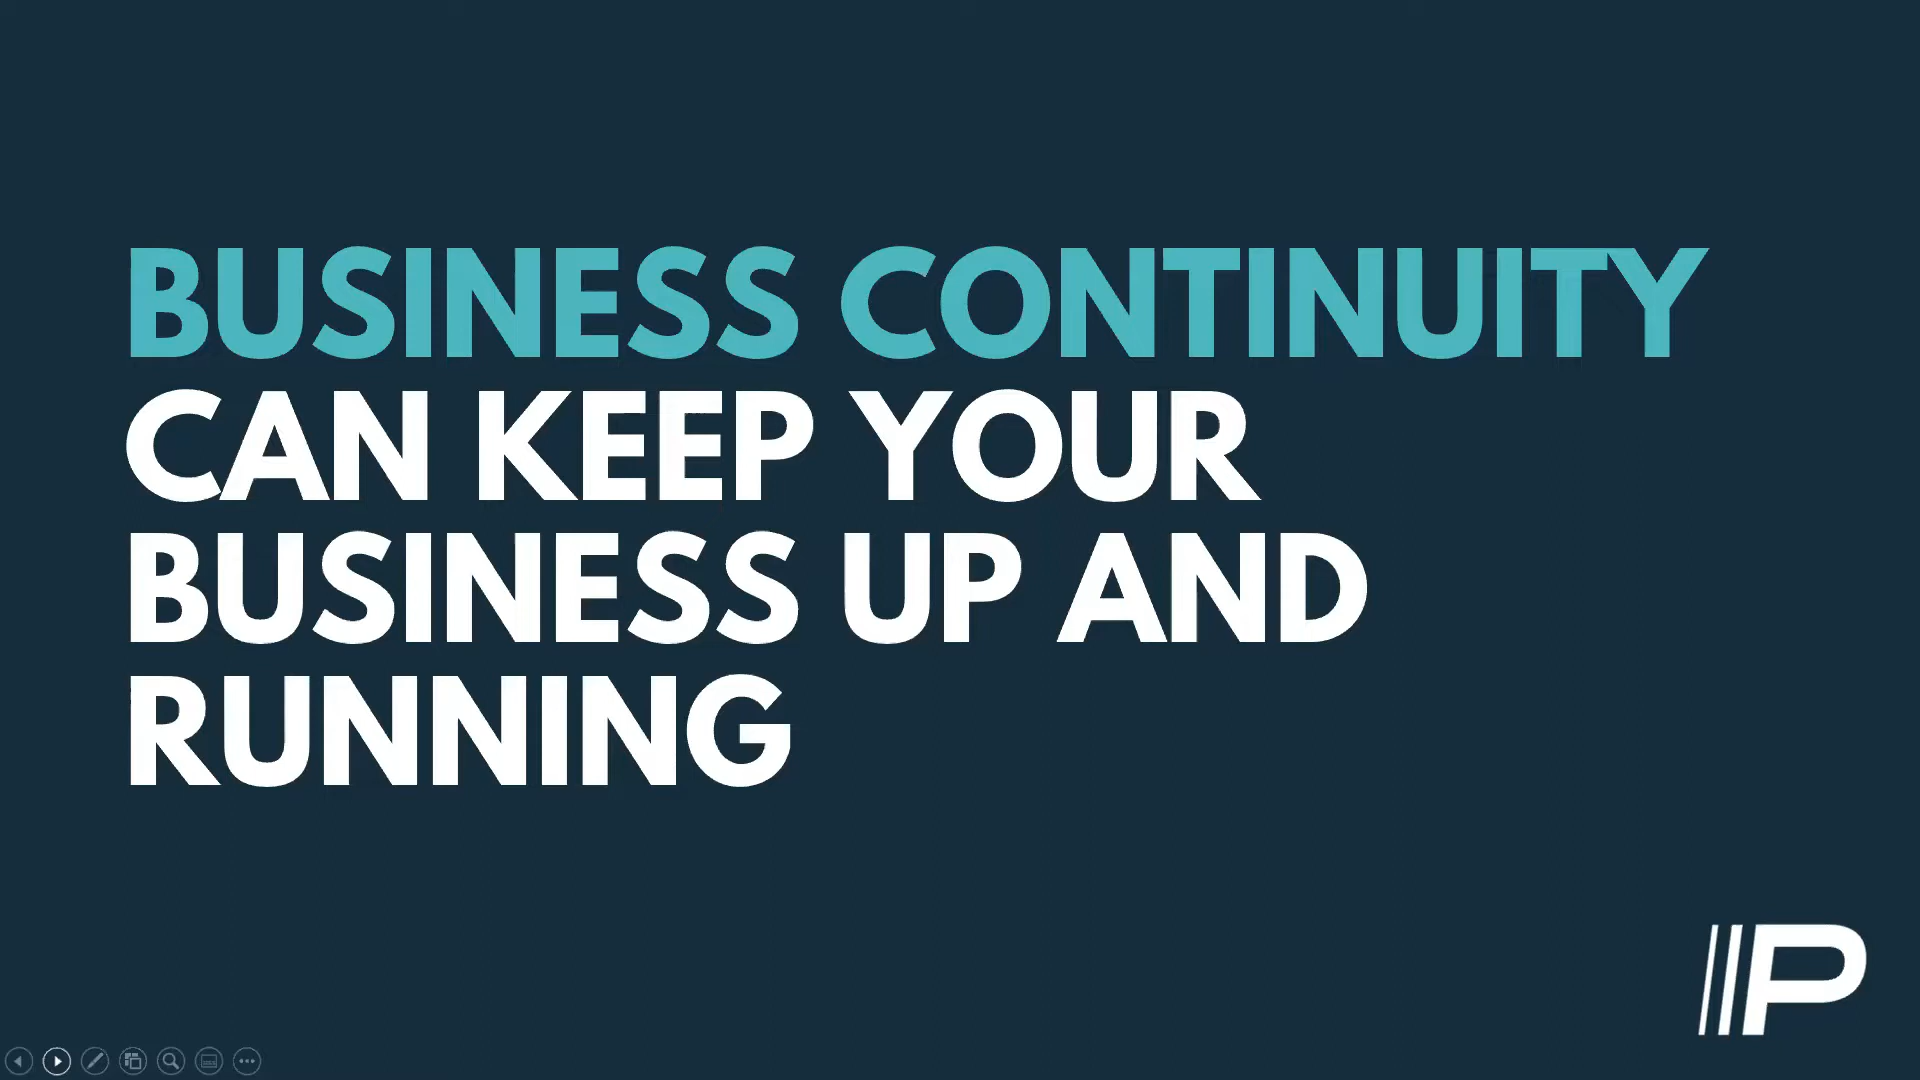 BUSINESS CONTINUITY
CAN KEEP YOUR
BUSINESS UP AND
RUNNING
P